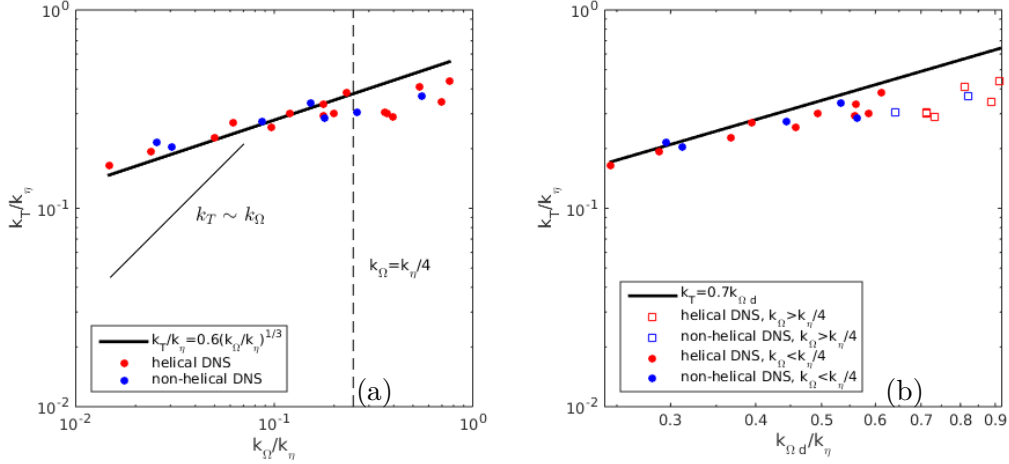 10^0
10^-1
10^-2
k_T/k_η
10^-2
10^-1
10^0
k_Ω/k_η
k_T ∼ k_Ω
k_Ω=k_η/4
k_T/k_η=0.6(k_Ω/k_η)^1/3
helical DNS
non-helical DNS
(a)
10^0
10^-1
10^-2
k_T/k_η
0.3
0.4
0.5
0.6
0.7
0.8
0.9
k_Ω d/k_η
k_T=0.7k_Ω d
helical DNS, k_Ω>k_η/4
non-helical DNS, k_Ω>k_η/4
helical DNS, k_Ω<k_η/4
non-helical DNS, k_Ω<k_η/4
(b)